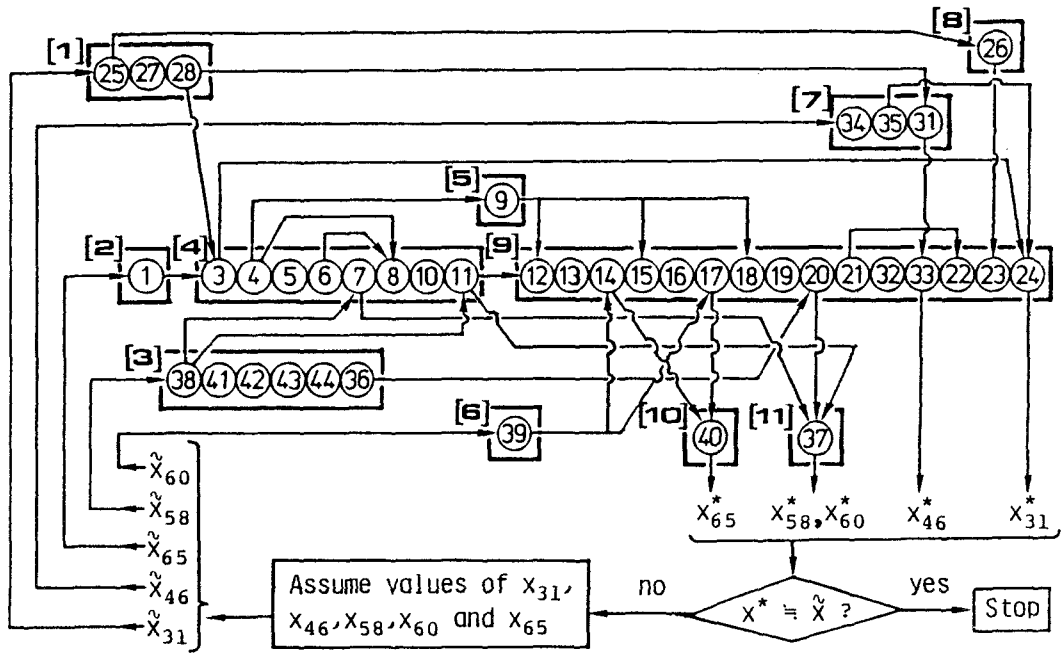 [8]
[1] 26
25 27 28
[7]
34 35 31
[5]
9
[2] [4] [9]
1 3 4 5 6 7 8 10 11 12 13 14 15 16 17 18 19 20 21 32 33 22 23 24
[3]
38 41 42 43 44 36
[6] [10] [11]
39 40 37
x̃60
x̃58
x̃65
x̃46
x̃31
x*65 x*58,x*60 x*46 x*31
Assume values of x31,
x46,x58,x60 and x65
no
x* ≒ x̃ ?
yes
Stop